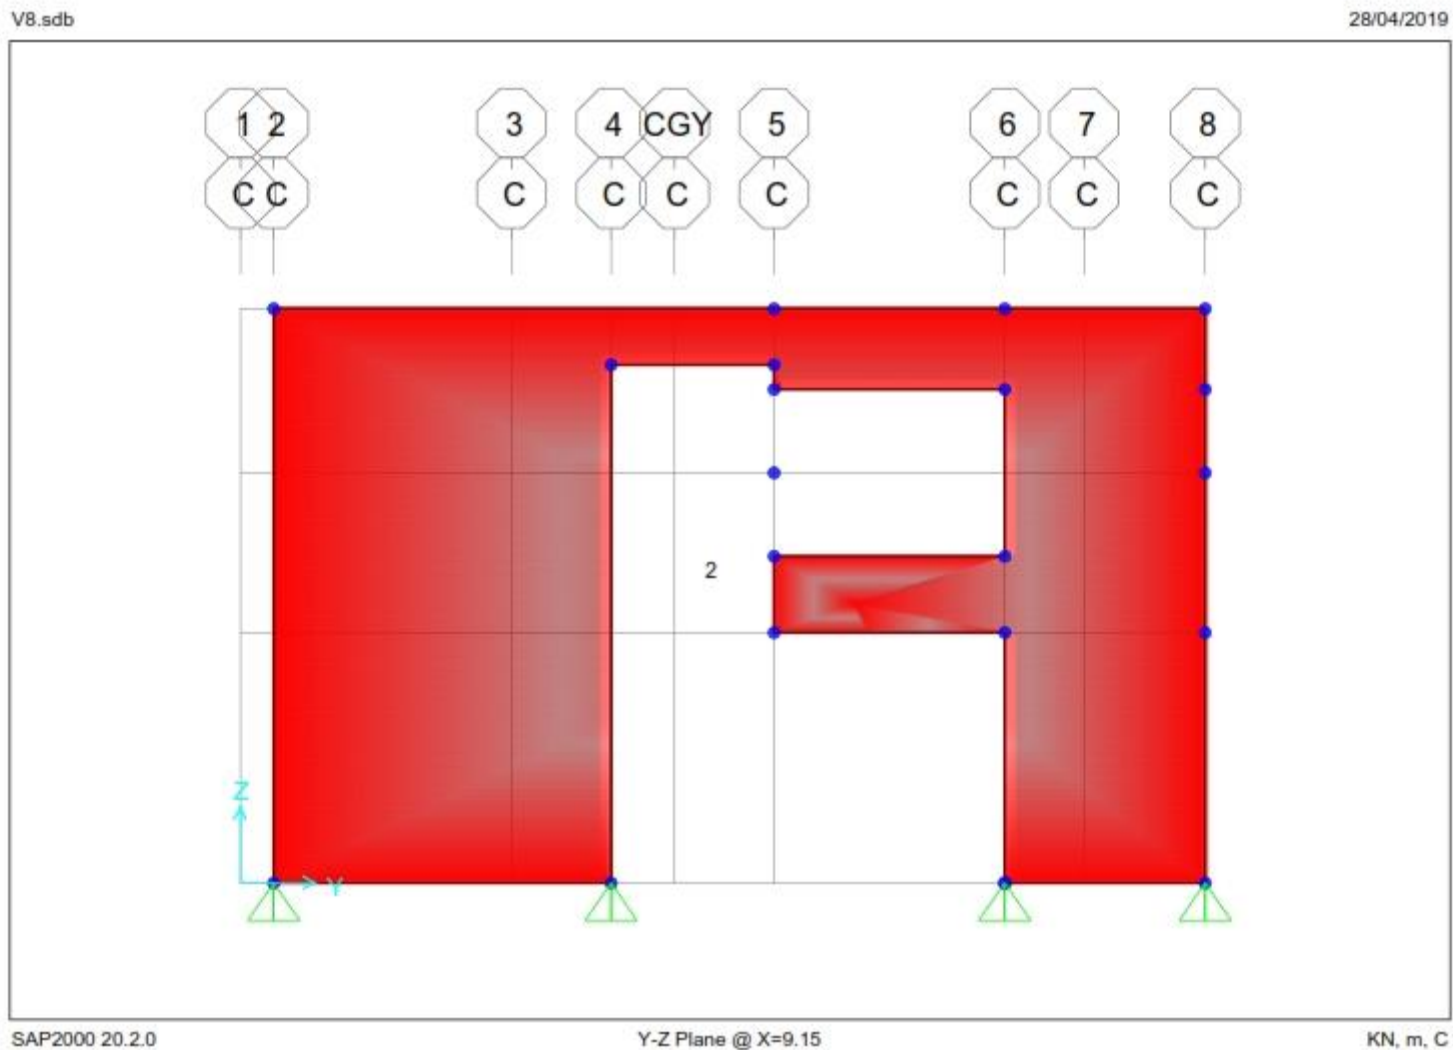 V8.sdb 28/04/2019
1 2 3 4 CGY 5 6 7 8
C C C C C C C C C
Z
2
Y
SAP2000 20.2.0 Y-Z Plane @ X=9.15 KN, m, C